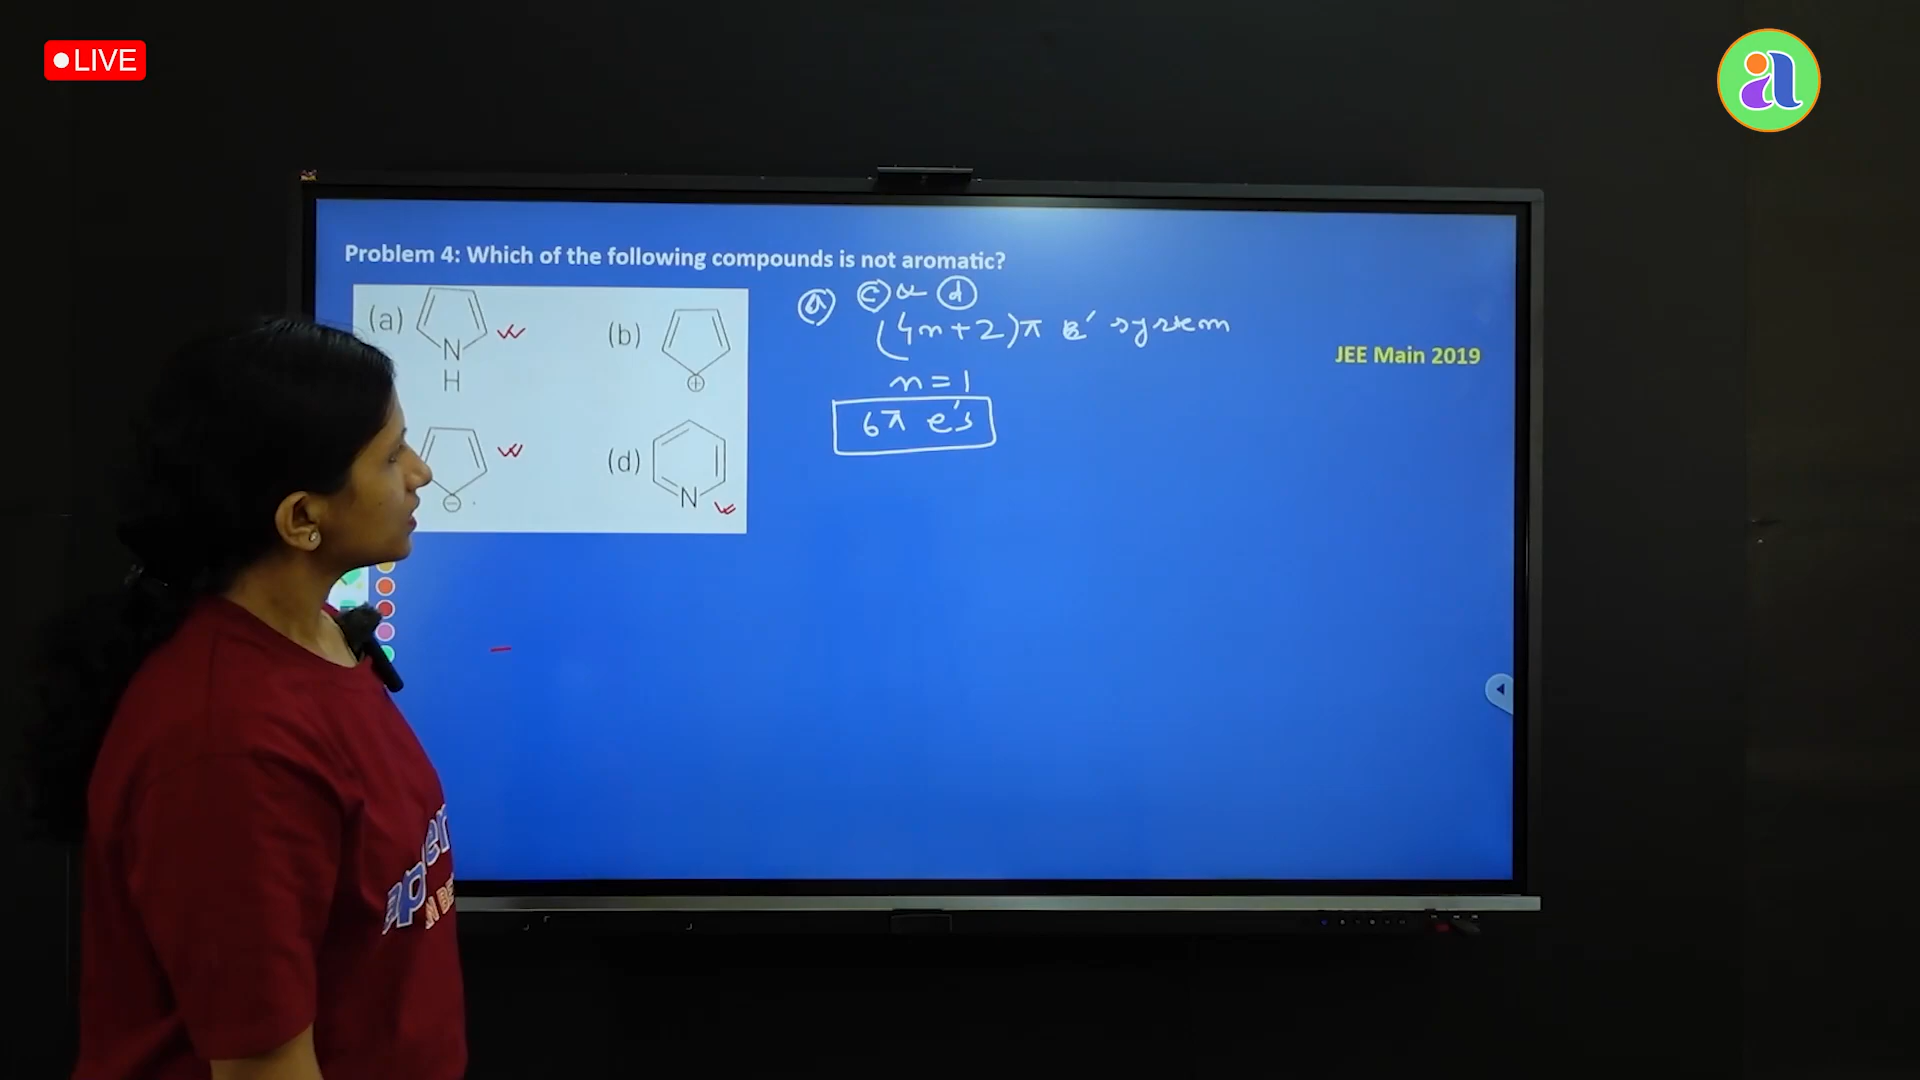 LIVE
a
Problem 4: Which of the following compounds is not aromatic?
(a) N H
(b) ⊕
⊖
(d) N
(a) (c) & (d)
(4n+2)π e⁻ system
n = 1
6π e⁻s
JEE Main 2019